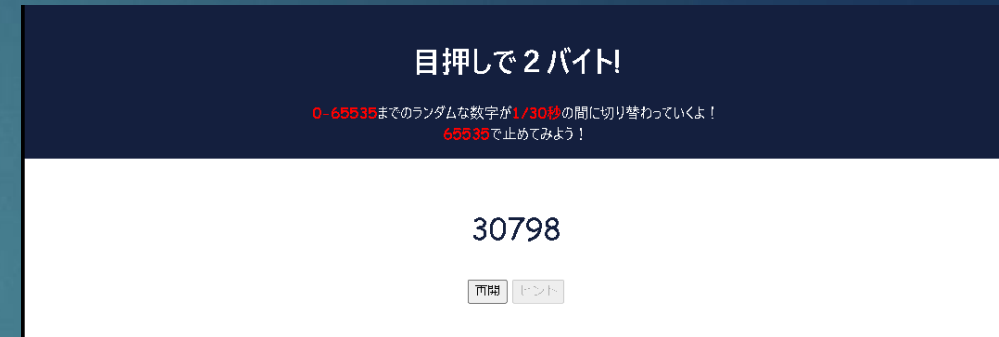 目押しで２バイト!
0-65535までのランダムな数字が1/30秒の間に切り替わっていくよ！
65535で止めてみよう！
30798
再開 ヒント